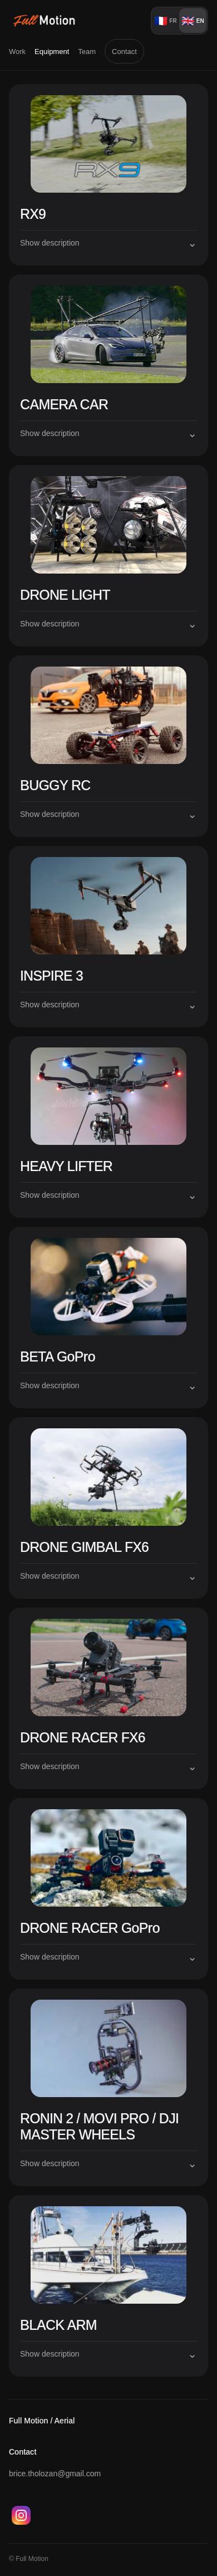 Full Motion
FR
EN
Work
Equipment
Team
Contact
RX9
RX9
Show description
CAMERA CAR
Show description
DRONE LIGHT
Show description
BUGGY RC
Show description
INSPIRE 3
Show description
HEAVY LIFTER
Show description
BETA GoPro
Show description
DRONE GIMBAL FX6
Show description
DRONE RACER FX6
Show description
DRONE RACER GoPro
Show description
RONIN 2 / MOVI PRO / DJI
MASTER WHEELS
Show description
BLACK ARM
Show description
Full Motion / Aerial
Contact
brice.tholozan@gmail.com
© Full Motion